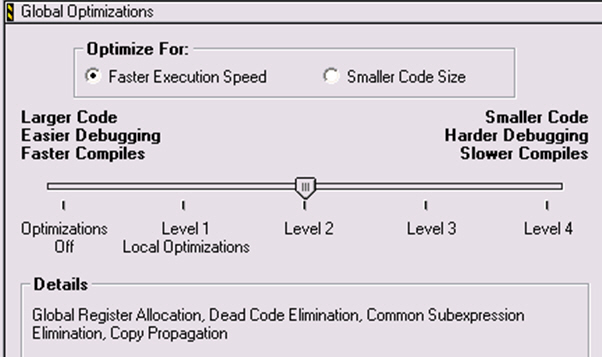 Global Optimizations
Optimize For:
Faster Execution Speed Smaller Code Size
Larger Code Smaller Code
Easier Debugging Harder Debugging
Faster Compiles Slower Compiles
Optimizations Off Level 1 Local Optimizations Level 2 Level 3 Level 4
Details
Global Register Allocation, Dead Code Elimination, Common Subexpression
Elimination, Copy Propagation